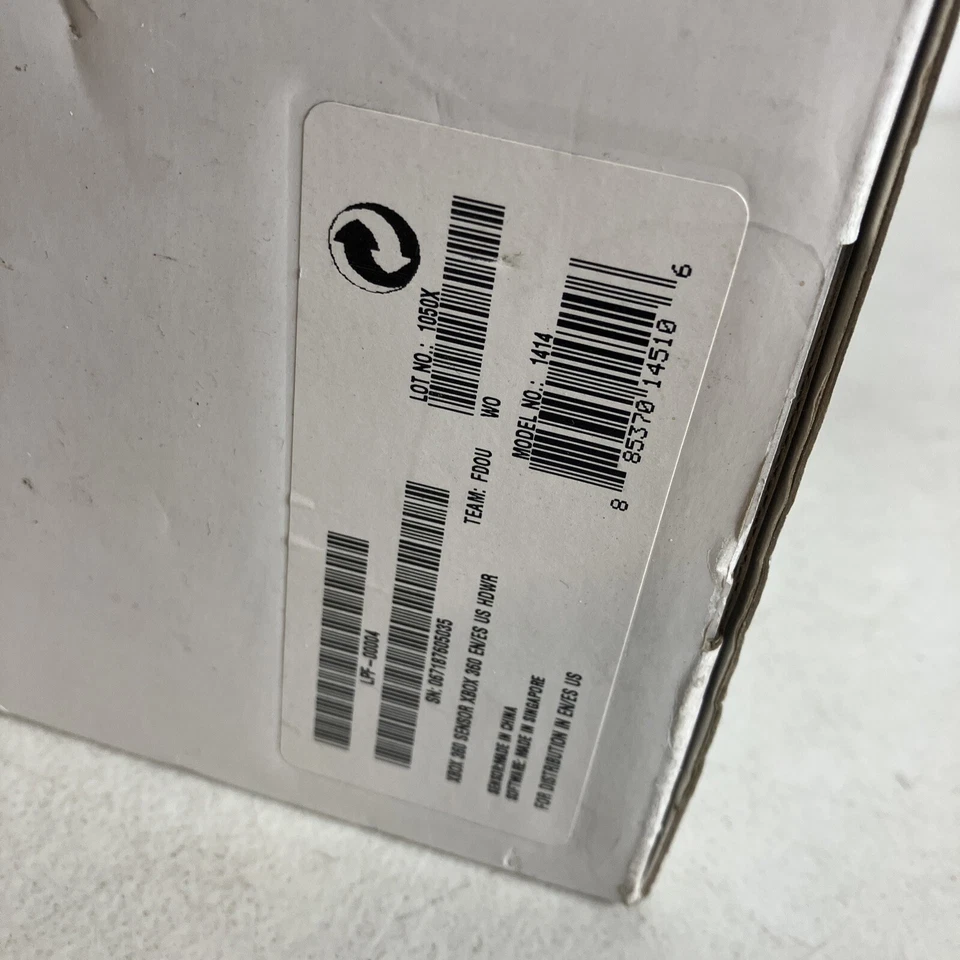 LPF-00004
SN: 067187605035
XBOX 360 SENSOR XBOX 360 EN/ES US HDWR
SENSOR:MADE IN CHINA
SOFTWARE: MADE IN SINGAPORE
FOR DISTRIBUTION IN EN/ES US
LOT NO.: 1050X
TEAM: FDOU WO
MODEL NO.: 1414
8 85370 14510 6